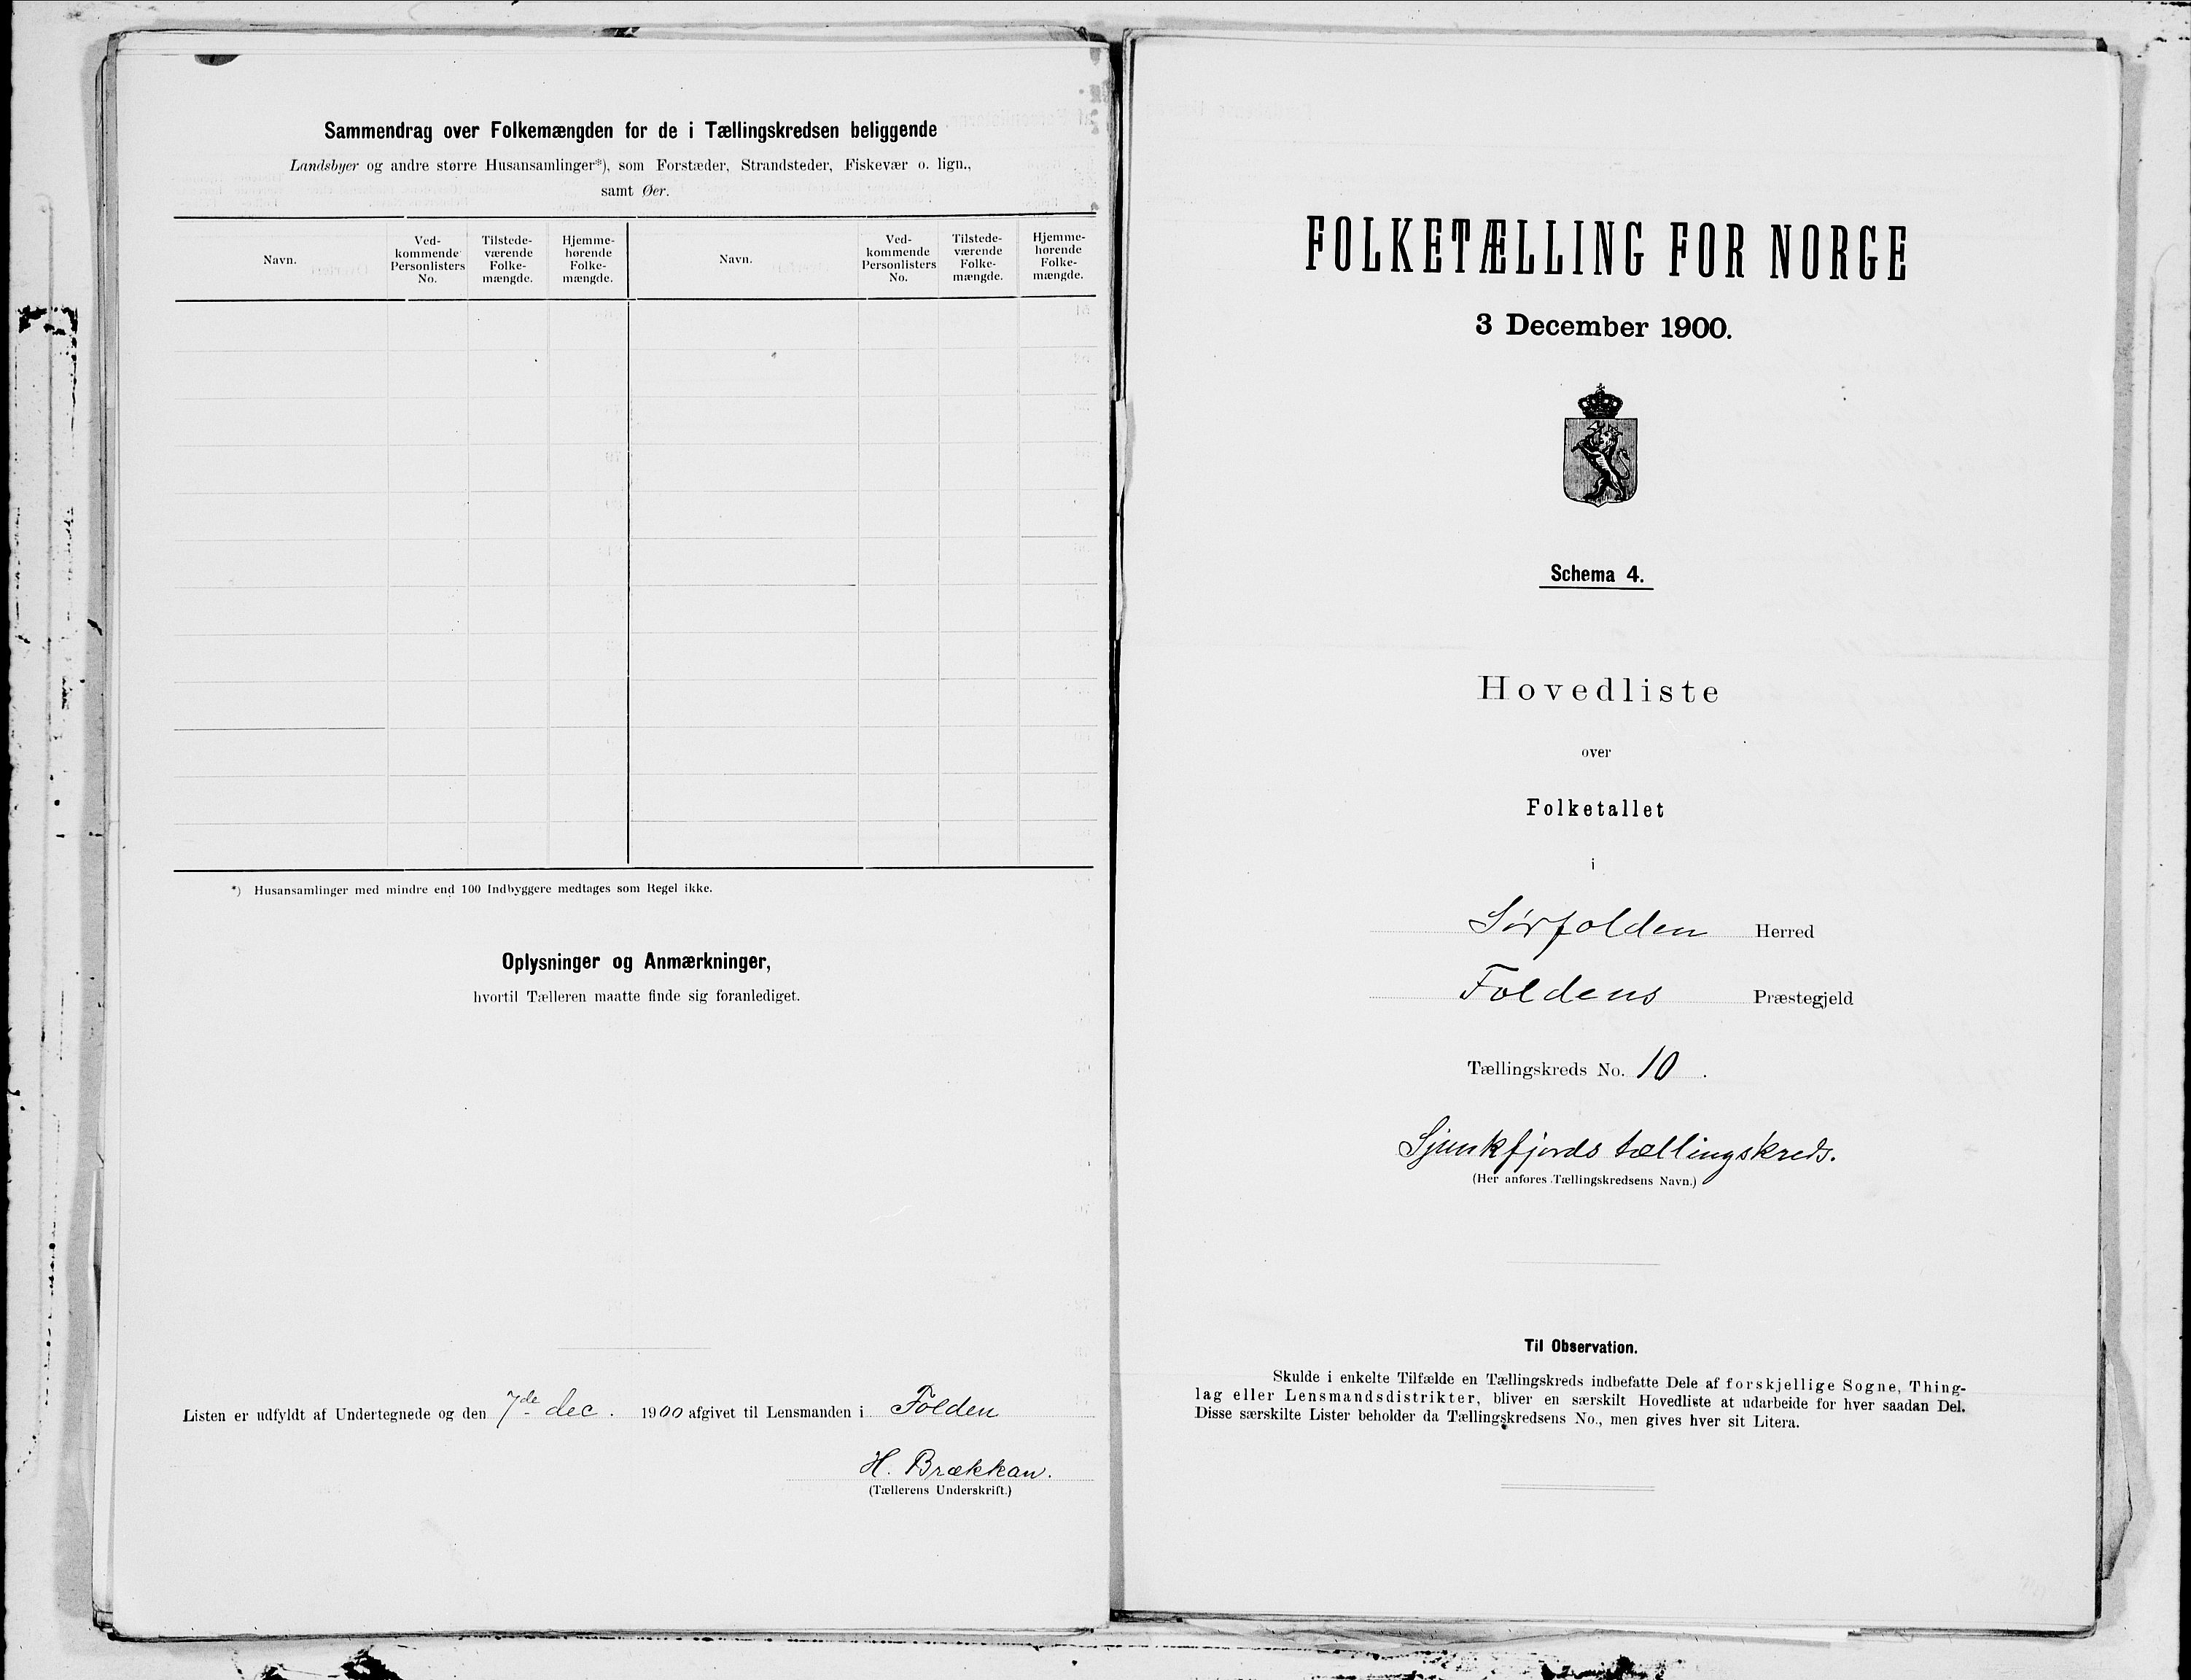 Sammendrag over Folkemængden for de i Tællingskredsen beliggende
Landsbyer og andre større Husansamlinger*), som Forstæder, Strandsteder, Fiskevær o. lign.,
samt Øer.
Navn.
Ved-
kommende
Personlisters
No.
Tilstede-
værende
Folke-
mængde.
Hjemme-
hørende
Folke-
mængde.
Navn.
Ved-
kommende
Personlisters
No.
Tilstede-
værende
Folke-
mængde.
Hjemme-
hørende
Folke-
mængde.
*) Husansamlinger med mindre end 100 Indbyggere medtages som Regel ikke.
Oplysninger og Anmærkninger,
hvortil Tælleren maatte finde sig foranlediget.
Listen er udfyldt af Undertegnede og den 7de dec. 1900 afgivet til Lensmanden i Folden
H. Brækkan.
(Tællerens Underskrift.)
FOLKETÆLLING FOR NORGE
3 December 1900.
Schema 4.
Hovedliste
over
Folketallet
i
Sørfolden Herred
Foldens Præstegjeld
Tællingskreds No. 10.
Sjunkfjords tællingskreds.
(Her anføres Tællingskredsens Navn.)
Til Observation.
Skulde i enkelte Tilfælde en Tællingskreds indbefatte Dele af forskjellige Sogne, Thing-
lag eller Lensmandsdistrikter, bliver en særskilt Hovedliste at udarbeide for hver saadan Del.
Disse særskilte Lister beholder da Tællingskredsens No., men gives hver sit Litera.